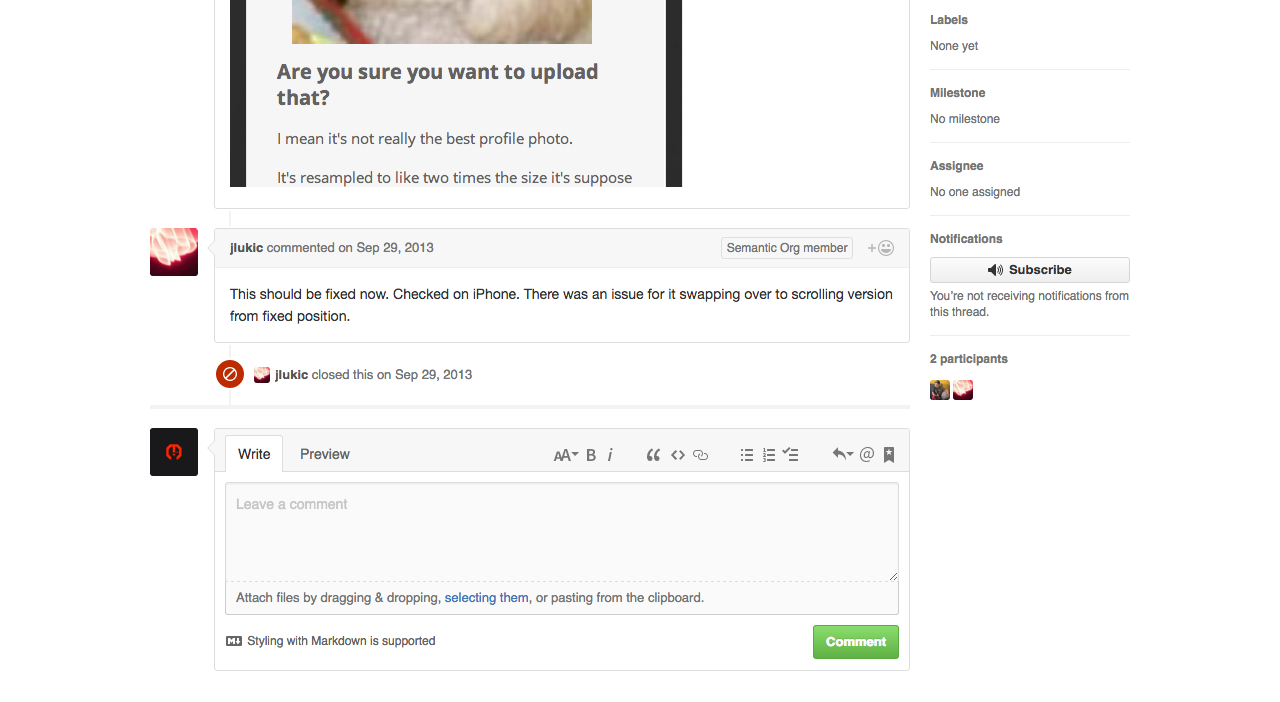 Are you sure you want to upload
that?
I mean it's not really the best profile photo.
It's resampled to like two times the size it's suppose
jlukic commented on Sep 29, 2013
Semantic Org member
This should be fixed now. Checked on iPhone. There was an issue for it swapping over to scrolling version
from fixed position.
jlukic closed this on Sep 29, 2013
Write
Preview
Leave a comment
Attach files by dragging & dropping, selecting them, or pasting from the clipboard.
Styling with Markdown is supported
Comment
Labels
None yet
Milestone
No milestone
Assignee
No one assigned
Notifications
Subscribe
You're not receiving notifications from
this thread.
2 participants